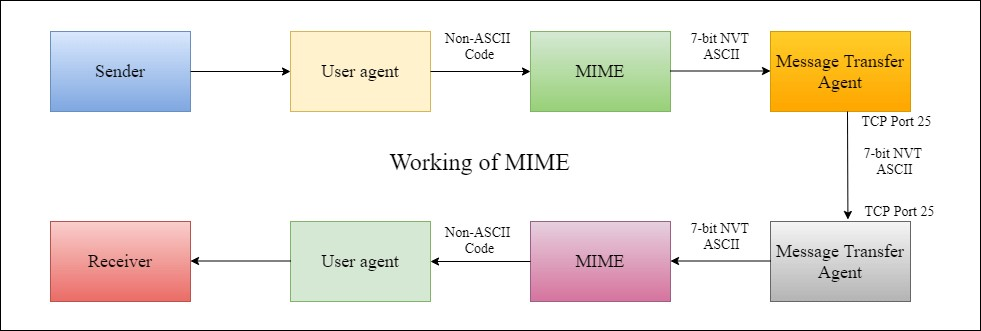 Sender
User agent
Non-ASCII
Code
MIME
7-bit NVT
ASCII
Message Transfer
Agent
TCP Port 25
7-bit NVT
ASCII
Working of MIME
TCP Port 25
Receiver
User agent
Non-ASCII
Code
MIME
7-bit NVT
ASCII
Message Transfer
Agent